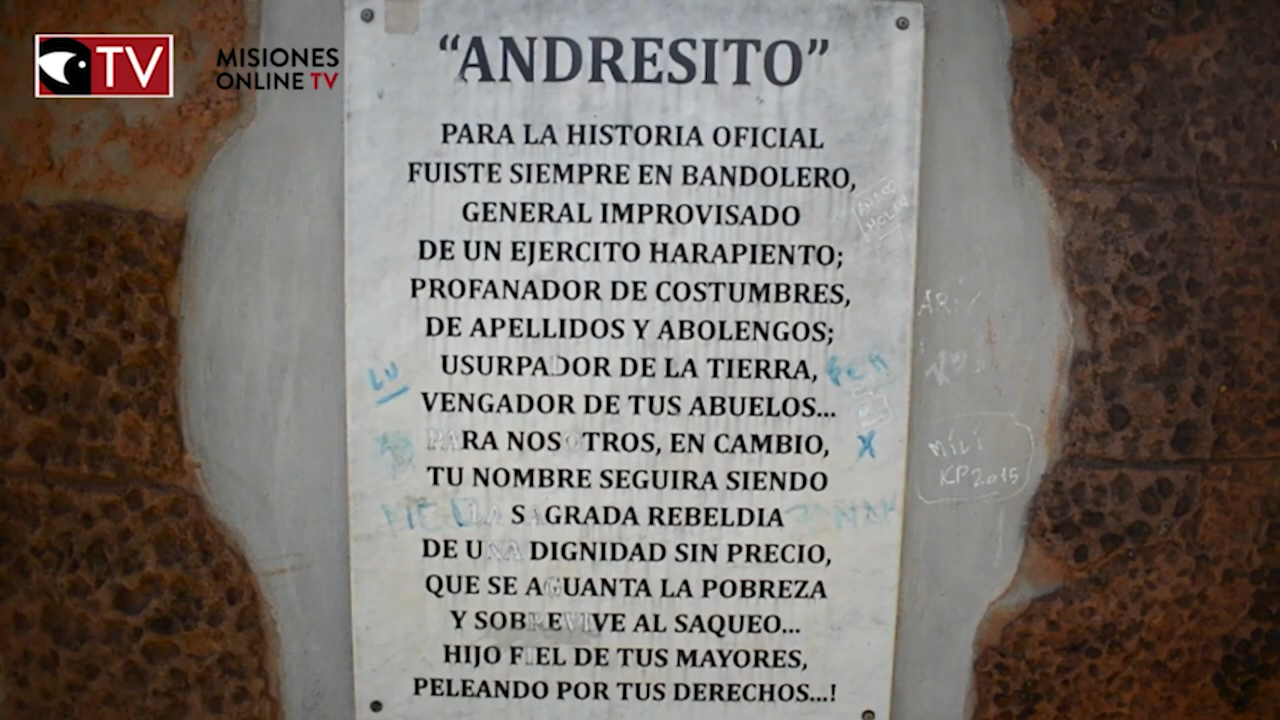 TV
MISIONES
ONLINE TV
“ANDRESITO”
PARA LA HISTORIA OFICIAL
FUISTE SIEMPRE EN BANDOLERO,
GENERAL IMPROVISADO
DE UN EJERCITO HARAPIENTO;
PROFANADOR DE COSTUMBRES,
DE APELLIDOS Y ABOLENGOS;
USURPADOR DE LA TIERRA,
LU
VENGADOR DE TUS ABUELOS...
PARA NOSOTROS, EN CAMBIO,
X
TU NOMBRE SEGUIRA SIENDO
LA SAGRADA REBELDIA
DE UNA DIGNIDAD SIN PRECIO,
QUE SE AGUANTA LA POBREZA
Y SOBREVIVE AL SAQUEO...
HIJO FIEL DE TUS MAYORES,
PELEANDO POR TUS DERECHOS...!
MILI
KP2015